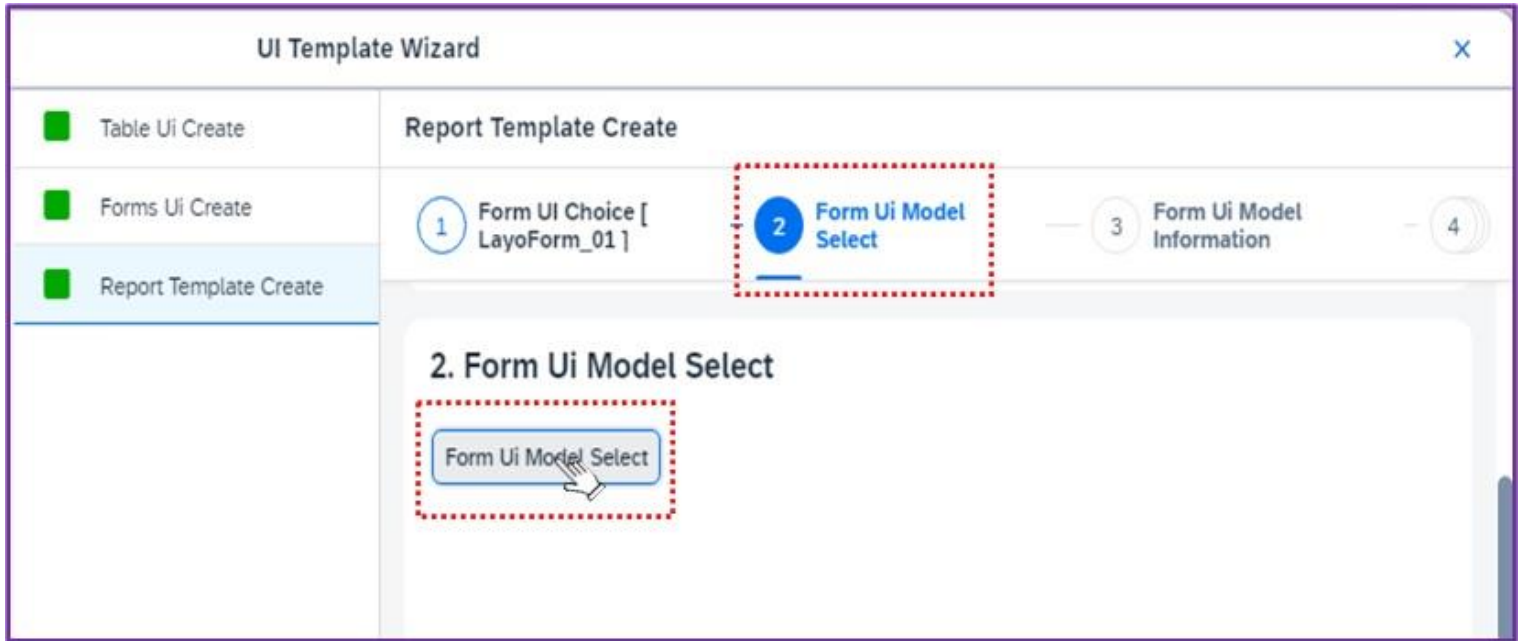 UI Template Wizard
Table Ui Create
Forms Ui Create
Report Template Create
Report Template Create
1
Form UI Choice [
LayoForm_01 ]
2
Form Ui Model
Select
3
Form Ui Model
Information
4
2. Form Ui Model Select
Form Ui Model Select